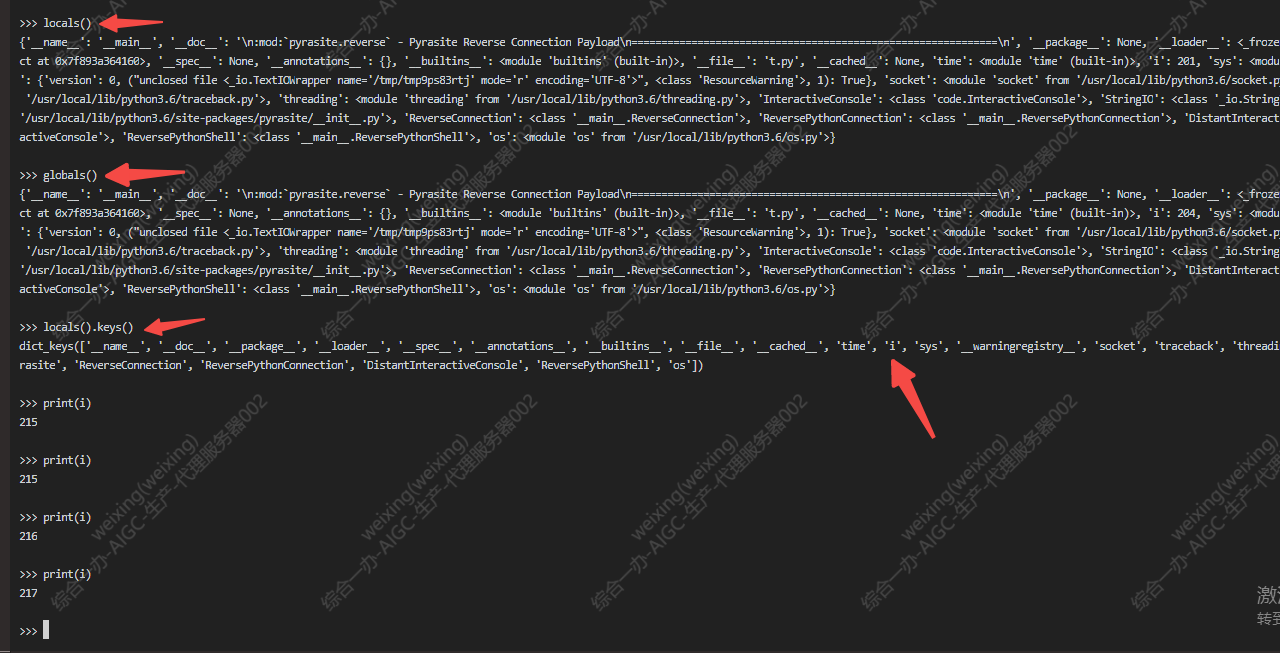 >>> locals()
{'__name__': '__main__', '__doc__': '\n:mod:`pyrasite.reverse` - Pyrasite Reverse Connection Payload\n=============================================================\n', '__package__': None, '__loader__': <_froze
ct at 0x7f893a364160>, '__spec__': None, '__annotations__': {}, '__builtins__': <module 'builtins' (built-in)>, '__file__': 't.py', '__cached__': None, 'time': <module 'time' (built-in)>, 'i': 201, 'sys': <modu
': {'version': 0, ("unclosed file <_io.TextIOWrapper name='/tmp/tmp9ps83rtj' mode='r' encoding='UTF-8'>", <class 'ResourceWarning'>, 1): True}, 'socket': <module 'socket' from '/usr/local/lib/python3.6/socket.py
'/usr/local/lib/python3.6/traceback.py'>, 'threading': <module 'threading' from '/usr/local/lib/python3.6/threading.py'>, 'InteractiveConsole': <class 'code.InteractiveConsole'>, 'StringIO': <class '_io.String
'/usr/local/lib/python3.6/site-packages/pyrasite/__init__.py'>, 'ReverseConnection': <class '__main__.ReverseConnection'>, 'ReversePythonConnection': <class '__main__.ReversePythonConnection'>, 'DistantInteract
activeConsole'>, 'ReversePythonShell': <class '__main__.ReversePythonShell'>, 'os': <module 'os' from '/usr/local/lib/python3.6/os.py'>}
>>> globals()
{'__name__': '__main__', '__doc__': '\n:mod:`pyrasite.reverse` - Pyrasite Reverse Connection Payload\n=============================================================\n', '__package__': None, '__loader__': <_froze
ct at 0x7f893a364160>, '__spec__': None, '__annotations__': {}, '__builtins__': <module 'builtins' (built-in)>, '__file__': 't.py', '__cached__': None, 'time': <module 'time' (built-in)>, 'i': 204, 'sys': <modu
': {'version': 0, ("unclosed file <_io.TextIOWrapper name='/tmp/tmp9ps83rtj' mode='r' encoding='UTF-8'>", <class 'ResourceWarning'>, 1): True}, 'socket': <module 'socket' from '/usr/local/lib/python3.6/socket.py
'/usr/local/lib/python3.6/traceback.py'>, 'threading': <module 'threading' from '/usr/local/lib/python3.6/threading.py'>, 'InteractiveConsole': <class 'code.InteractiveConsole'>, 'StringIO': <class '_io.String
'/usr/local/lib/python3.6/site-packages/pyrasite/__init__.py'>, 'ReverseConnection': <class '__main__.ReverseConnection'>, 'ReversePythonConnection': <class '__main__.ReversePythonConnection'>, 'DistantInteract
activeConsole'>, 'ReversePythonShell': <class '__main__.ReversePythonShell'>, 'os': <module 'os' from '/usr/local/lib/python3.6/os.py'>}
>>> locals().keys()
dict_keys(['__name__', '__doc__', '__package__', '__loader__', '__spec__', '__annotations__', '__builtins__', '__file__', '__cached__', 'time', 'i', 'sys', '__warningregistry__', 'socket', 'traceback', 'threadi
rasite', 'ReverseConnection', 'ReversePythonConnection', 'DistantInteractiveConsole', 'ReversePythonShell', 'os'])
>>> print(i)
215
>>> print(i)
215
>>> print(i)
216
>>> print(i)
217
>>>
weixing(weixing)
综合一办-AIGC-生产-代理服务器002
激活
转到